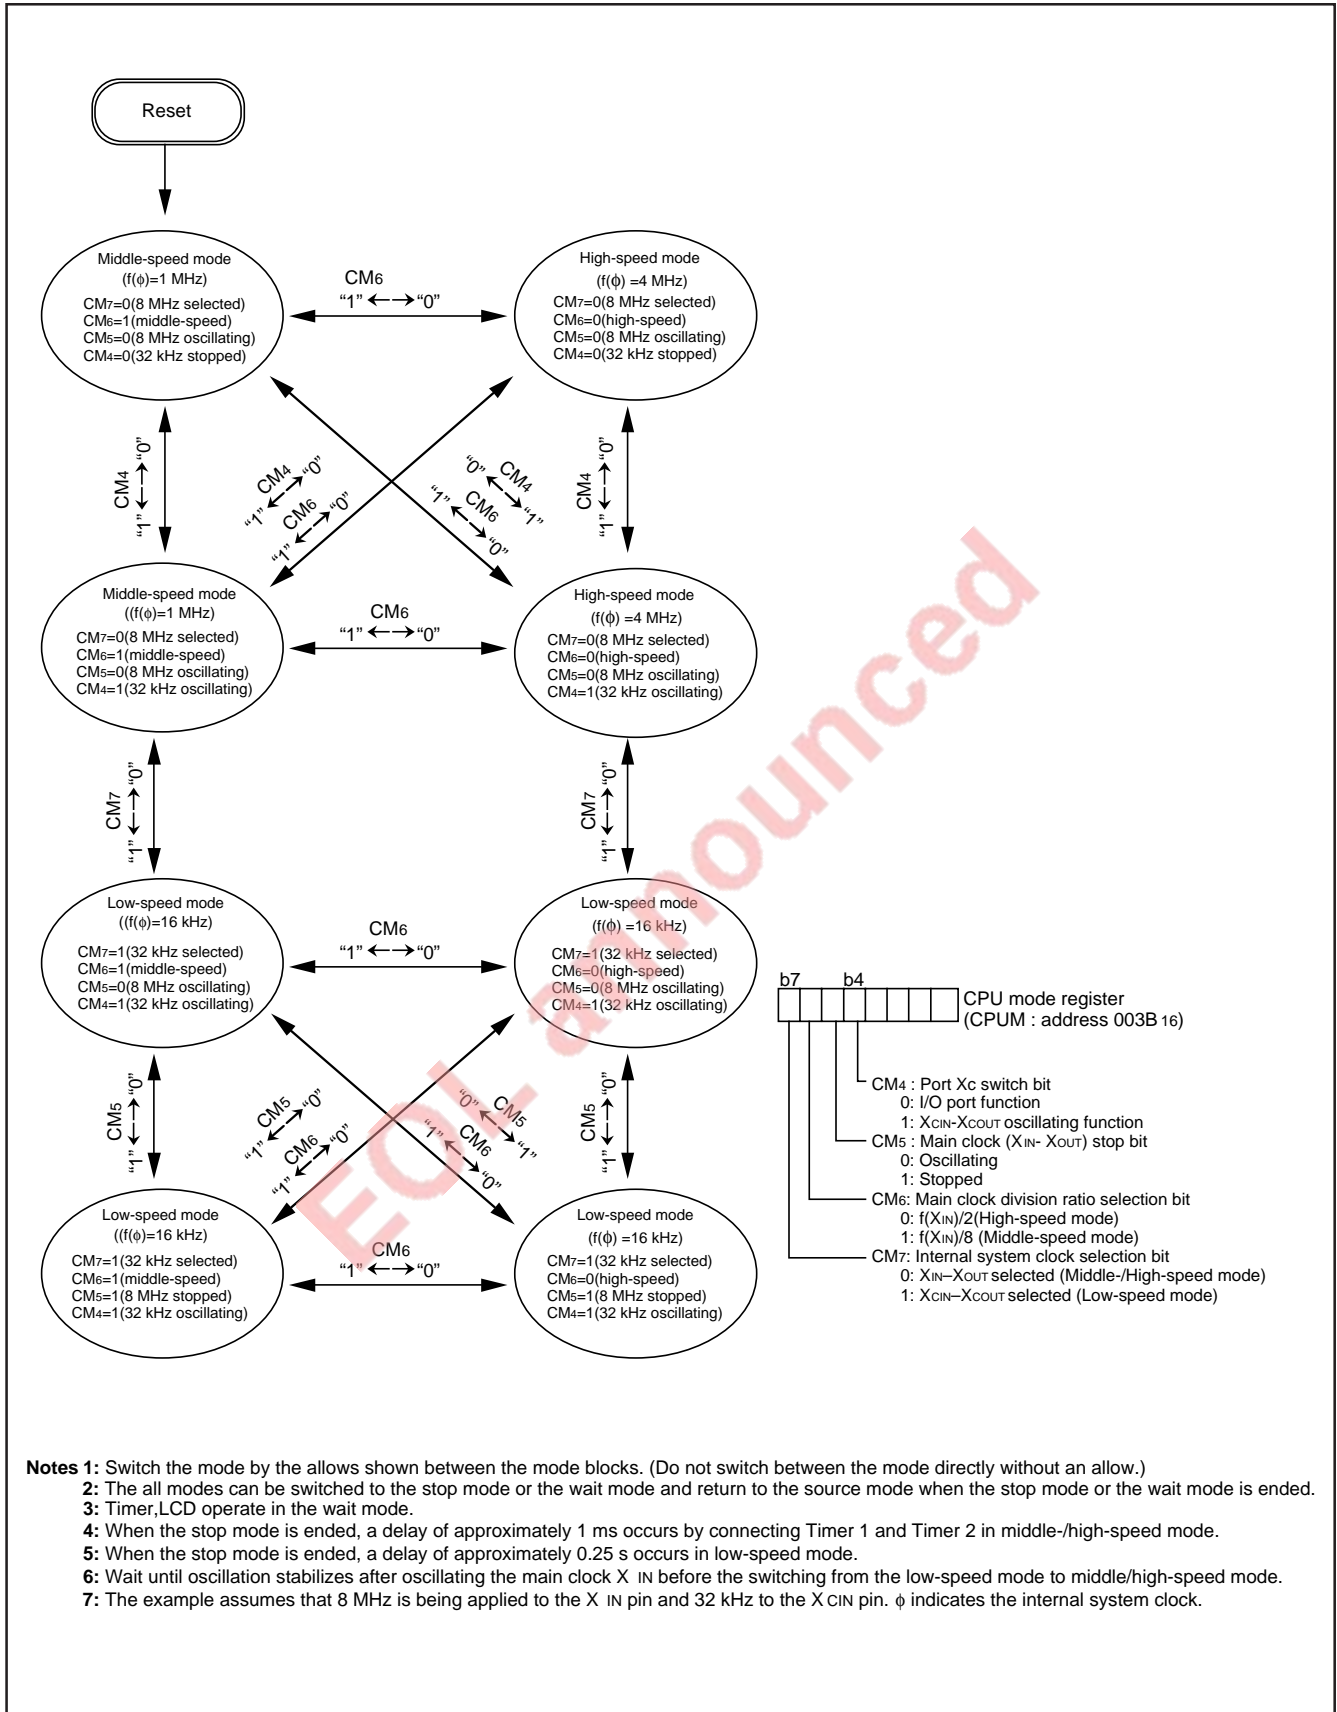 Reset
Middle-speed mode
(f(ϕ)=1 MHz)
CM7=0(8 MHz selected)
CM6=1(middle-speed)
CM5=0(8 MHz oscillating)
CM4=0(32 kHz stopped)
CM6
“1” ←→ “0”
High-speed mode
(f(ϕ) =4 MHz)
CM7=0(8 MHz selected)
CM6=0(high-speed)
CM5=0(8 MHz oscillating)
CM4=0(32 kHz stopped)
CM4
“1” ←→ “0”
CM4
“1” ←→ “0”
CM6
“1” ←→ “0”
CM4
“0” ←→ “1”
CM6
“1” ←→ “0”
CM4
“1” ←→ “0”
Middle-speed mode
((f(ϕ)=1 MHz)
CM7=0(8 MHz selected)
CM6=1(middle-speed)
CM5=0(8 MHz oscillating)
CM4=1(32 kHz oscillating)
CM6
“1” ←→ “0”
High-speed mode
(f(ϕ) =4 MHz)
CM7=0(8 MHz selected)
CM6=0(high-speed)
CM5=0(8 MHz oscillating)
CM4=1(32 kHz oscillating)
CM7
“1” ←→ “0”
CM7
“1” ←→ “0”
Low-speed mode
((f(ϕ)=16 kHz)
CM7=1(32 kHz selected)
CM6=1(middle-speed)
CM5=0(8 MHz oscillating)
CM4=1(32 kHz oscillating)
CM6
“1” ←→ “0”
Low-speed mode
(f(ϕ) =16 kHz)
CM7=1(32 kHz selected)
CM6=0(high-speed)
CM5=0(8 MHz oscillating)
CM4=1(32 kHz oscillating)
CM5
“1” ←→ “0”
CM5
“1” ←→ “0”
CM6
“1” ←→ “0”
CM5
“0” ←→ “1”
CM6
“1” ←→ “0”
CM5
“1” ←→ “0”
Low-speed mode
((f(ϕ)=16 kHz)
CM7=1(32 kHz selected)
CM6=1(middle-speed)
CM5=1(8 MHz stopped)
CM4=1(32 kHz oscillating)
CM6
“1” ←→ “0”
Low-speed mode
(f(ϕ) =16 kHz)
CM7=1(32 kHz selected)
CM6=0(high-speed)
CM5=1(8 MHz stopped)
CM4=1(32 kHz oscillating)
b7 b4
CPU mode register
(CPUM : address 003B 16)
CM4 : Port Xc switch bit
0: I/O port function
1: XCIN-XCOUT oscillating function
CM5 : Main clock (XIN- XOUT) stop bit
0: Oscillating
1: Stopped
CM6: Main clock division ratio selection bit
0: f(XIN)/2(High-speed mode)
1: f(XIN)/8 (Middle-speed mode)
CM7: Internal system clock selection bit
0: XIN–XOUT selected (Middle-/High-speed mode)
1: XCIN–XCOUT selected (Low-speed mode)
EOL announced
Notes 1: Switch the mode by the allows shown between the mode blocks. (Do not switch between the mode directly without an allow.)
2: The all modes can be switched to the stop mode or the wait mode and return to the source mode when the stop mode or the wait mode is ended.
3: Timer,LCD operate in the wait mode.
4: When the stop mode is ended, a delay of approximately 1 ms occurs by connecting Timer 1 and Timer 2 in middle-/high-speed mode.
5: When the stop mode is ended, a delay of approximately 0.25 s occurs in low-speed mode.
6: Wait until oscillation stabilizes after oscillating the main clock X IN before the switching from the low-speed mode to middle/high-speed mode.
7: The example assumes that 8 MHz is being applied to the X IN pin and 32 kHz to the X CIN pin. ϕ indicates the internal system clock.